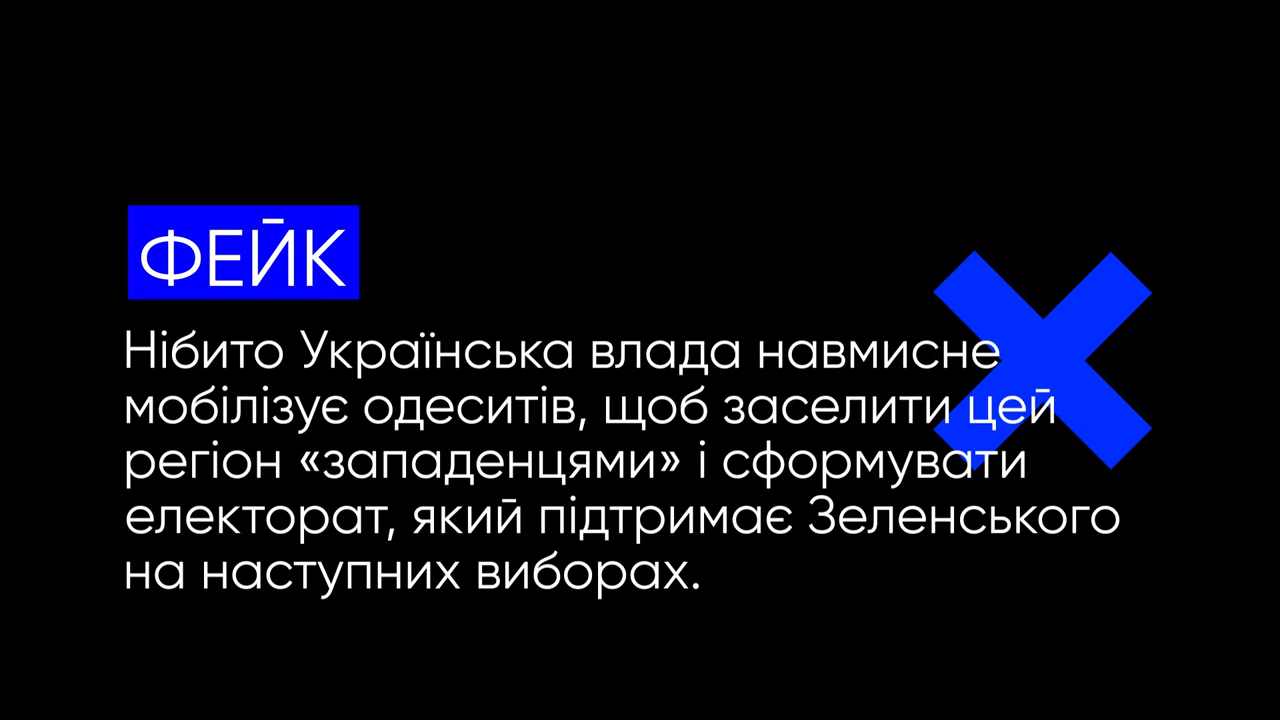 ФЕЙК
Нібито Українська влада навмисне
мобілізує одеситів, щоб заселити цей
регіон «западенцями» і сформувати
електорат, який підтримає Зеленського
на наступних виборах.